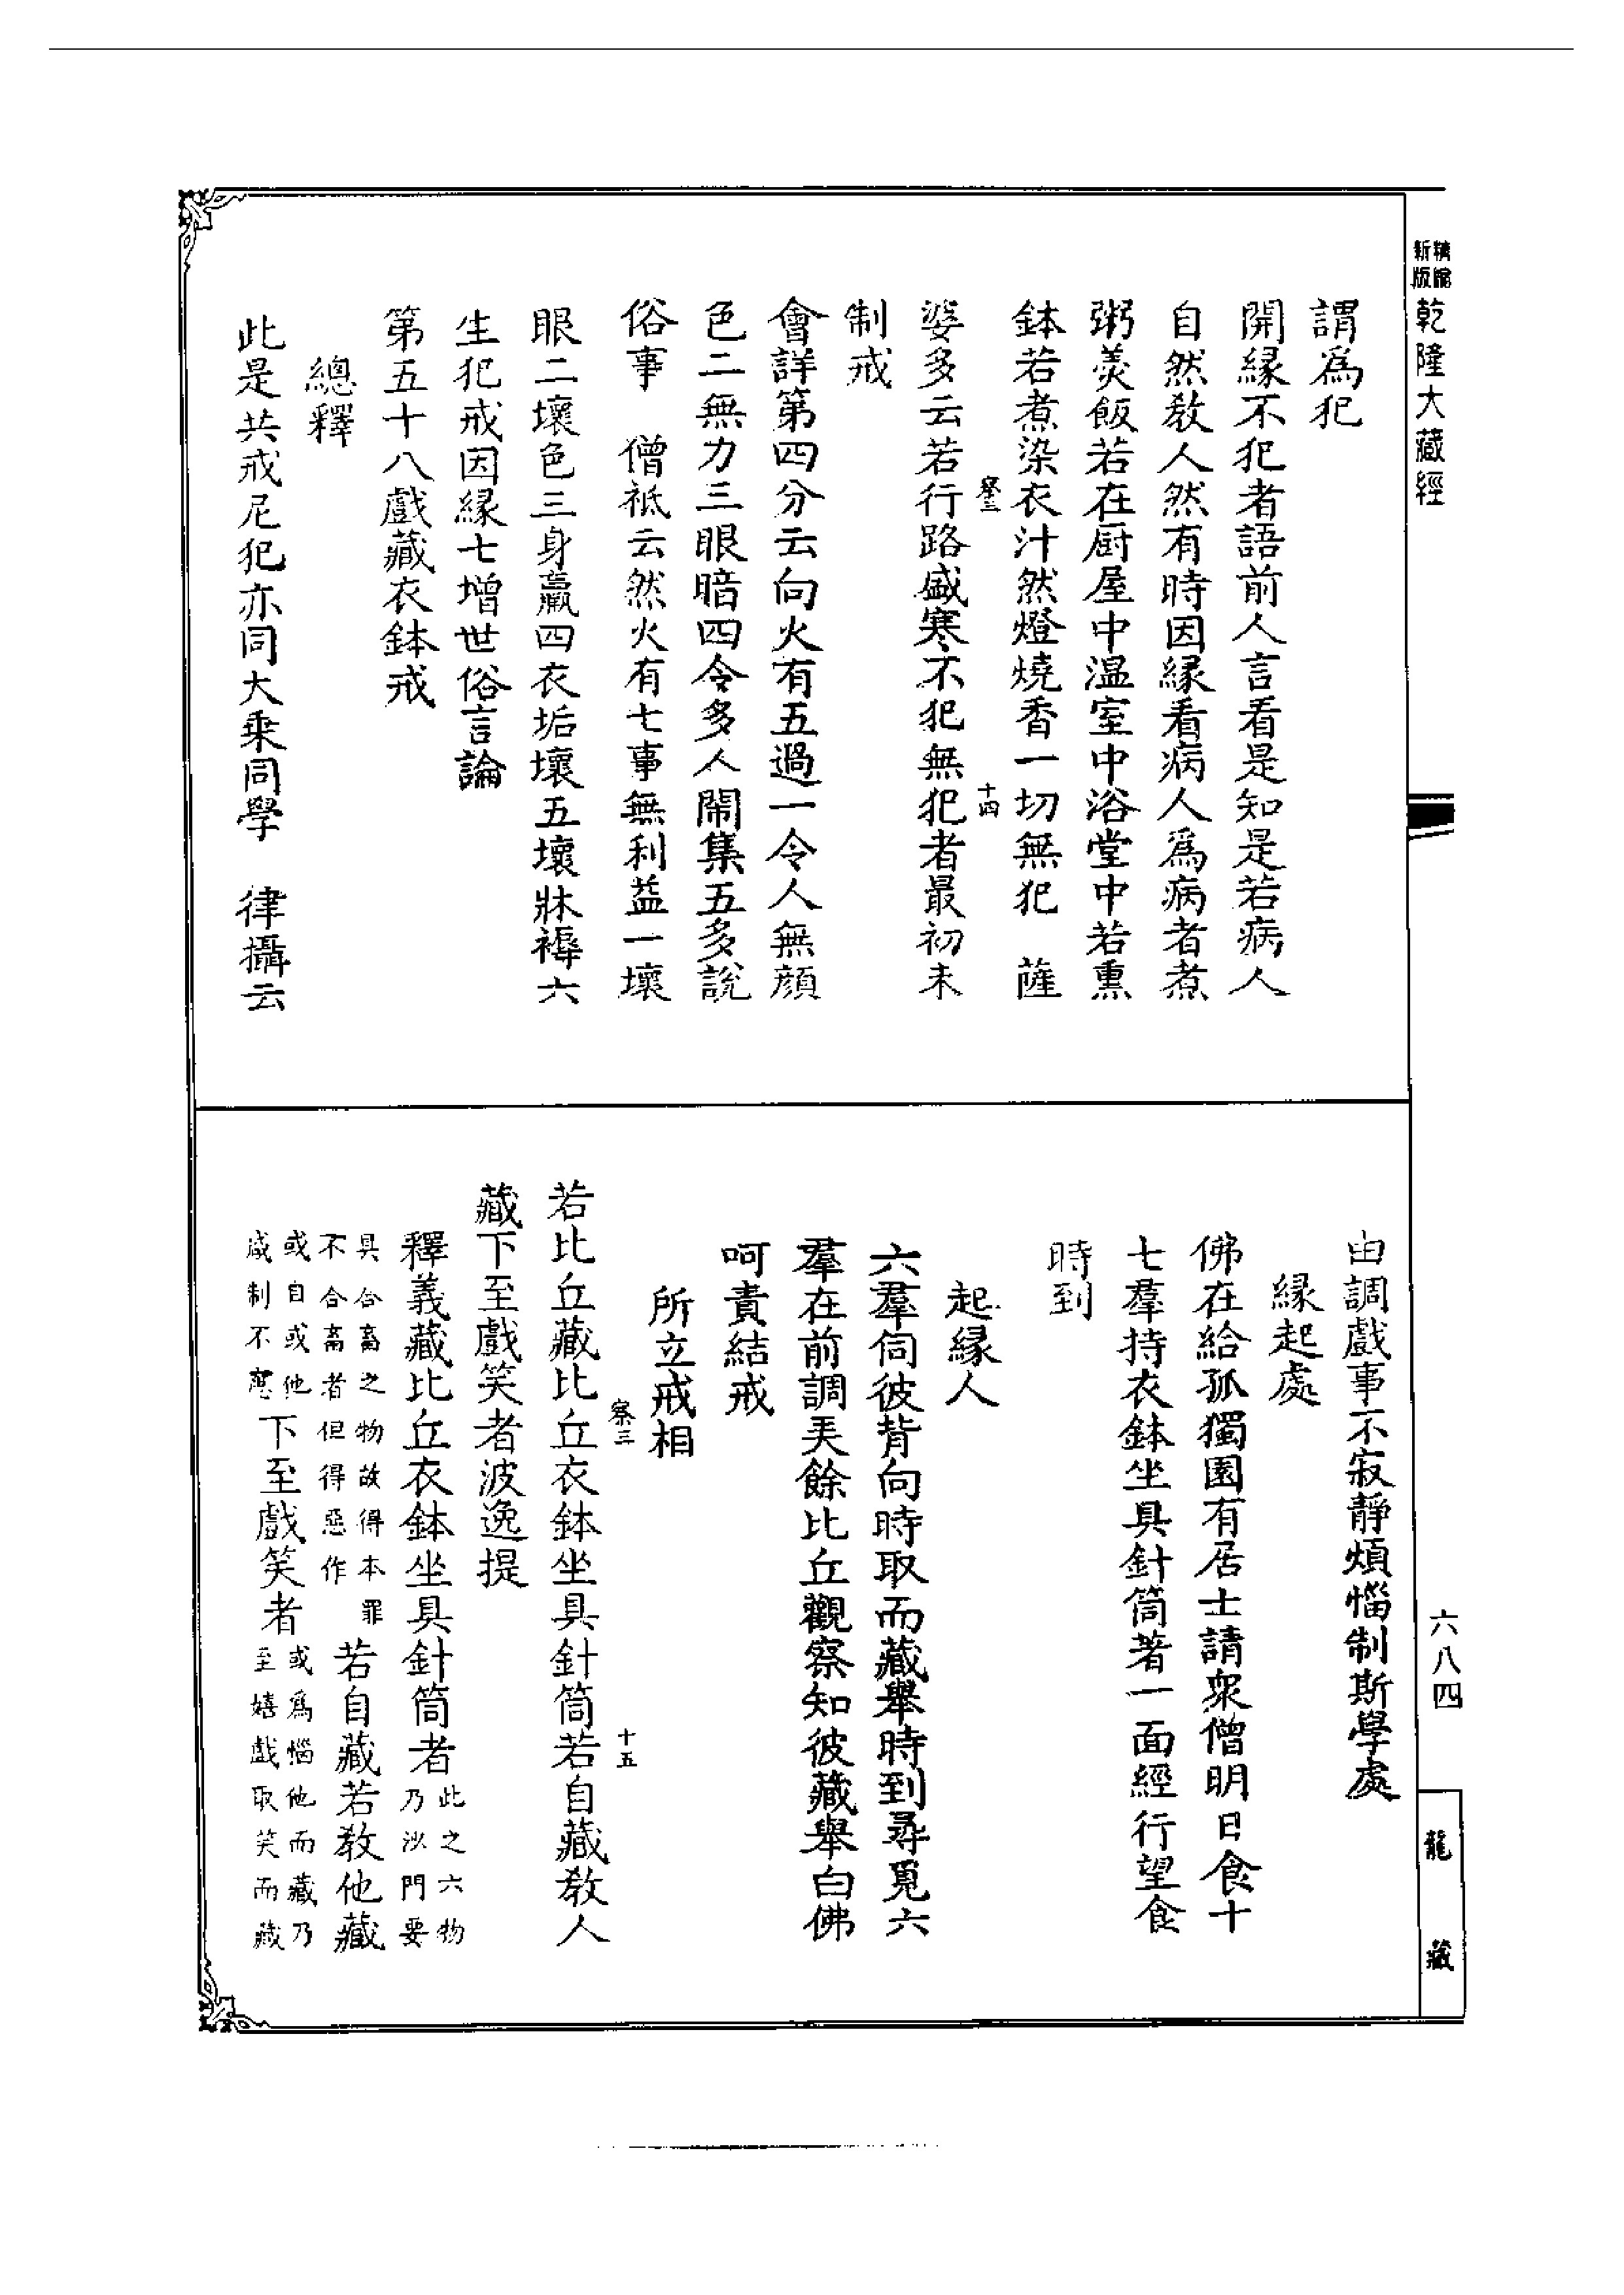 精縮新版乾隆大藏經
謂為犯
開緣不犯者語前人言看是知是若病人
自然教人然有時因緣看病人為病者煮
粥羹飯若在厨屋中温室中浴堂中若熏
鉢若煮染衣汁然燈燒香一切無犯　薩
寮三　十四
婆多云若行路盛寒不犯無犯者最初未
制戒
會詳第四分云向火有五過一令人無顔
色二無力三眼暗四令多人鬧集五多說
俗事　僧祇云然火有七事無利益一壞
眼二壞色三身羸四衣垢壞五壞牀褥六
生犯戒因緣七增世俗言論
第五十八戲藏衣鉢戒
總釋
此是共戒尼犯亦同大乘同學　律攝云
由調戲事不寂靜煩惱制斯學處
緣起處
佛在給孤獨園有居士請衆僧明日食十
七羣持衣鉢坐具針筒著一面經行望食
時到
起緣人
六羣伺彼背向時取而藏舉時到尋覓六
羣在前調美餘比丘觀察知彼藏舉白佛
呵責結戒
所立戒相
寮三　十五
若比丘藏比丘衣鉢坐具針筒若自藏教人
藏下至戲笑者波逸提
釋義藏比丘衣鉢坐具針筒者此之六物乃沙門要
具合畜之物故得本罪不合畜者但得惡作若自藏若教他藏
或自或他咸制不應下至戲笑者或為惱他而藏乃至嬉戲取笑而藏
六八四
龍藏